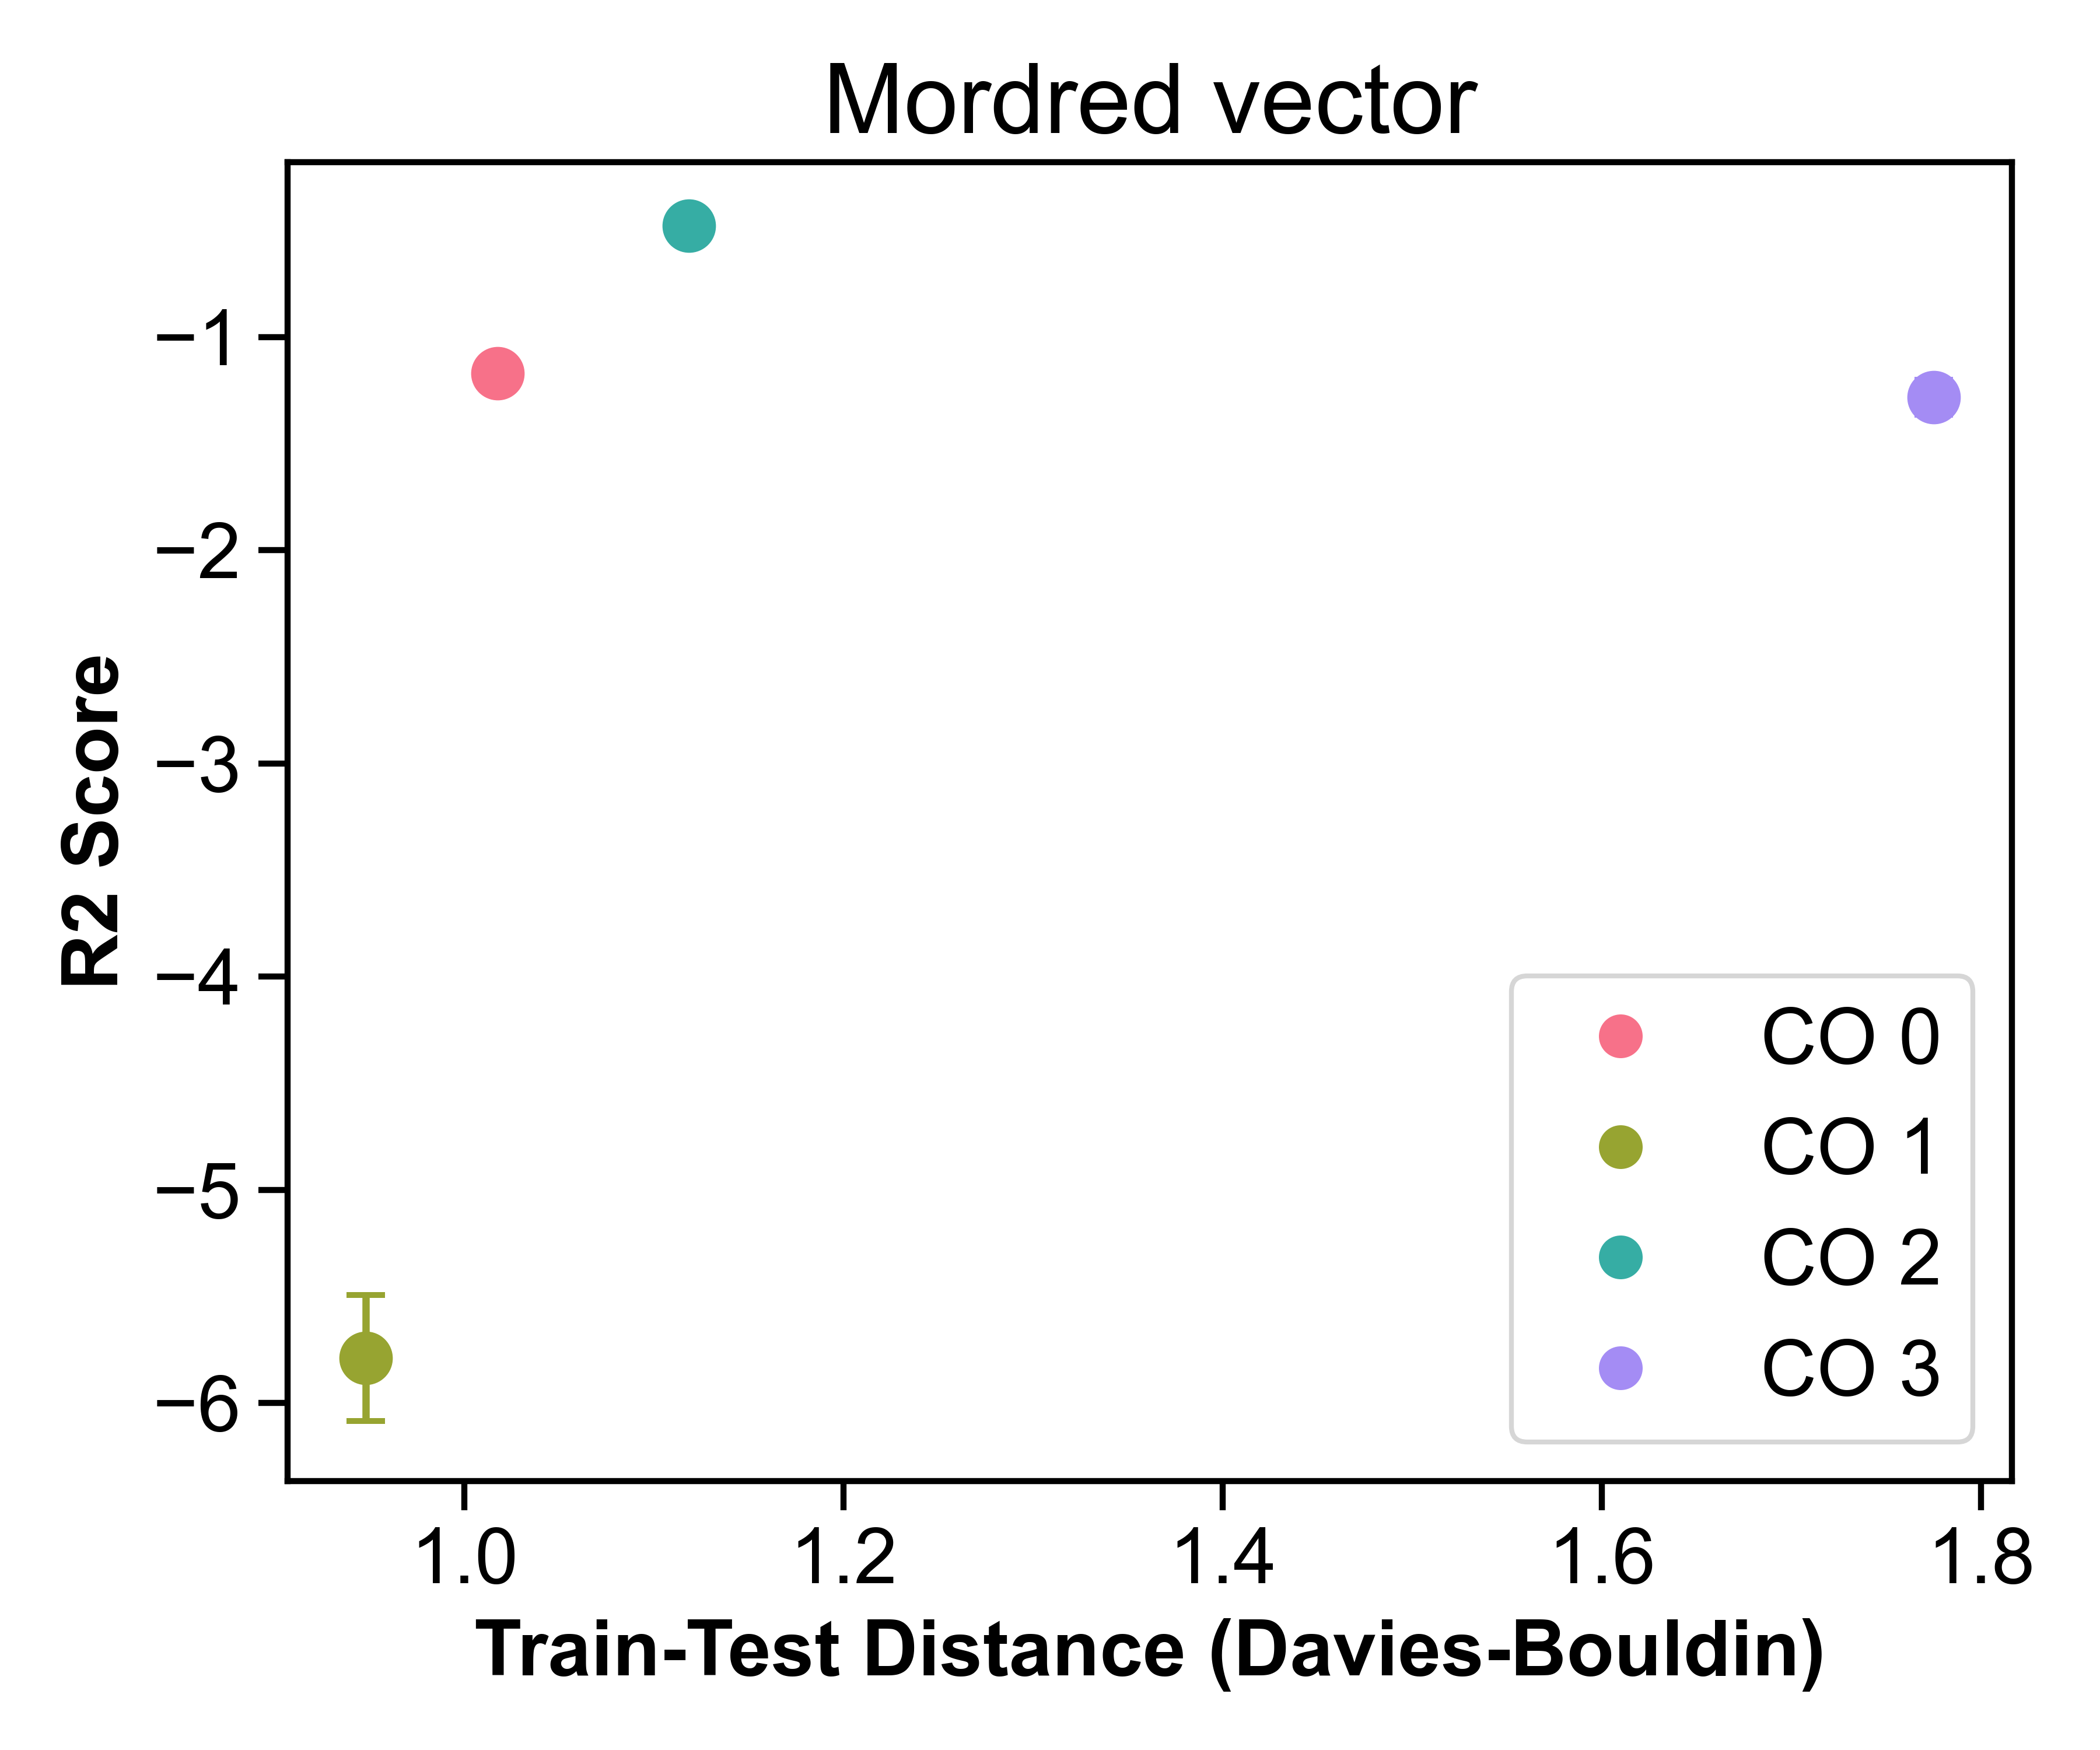 Mordred vector
−1
−2
−3
−4
−5
−6
R2 Score
CO 0
CO 1
CO 2
CO 3
1.0 1.2 1.4 1.6 1.8
Train-Test Distance (Davies-Bouldin)